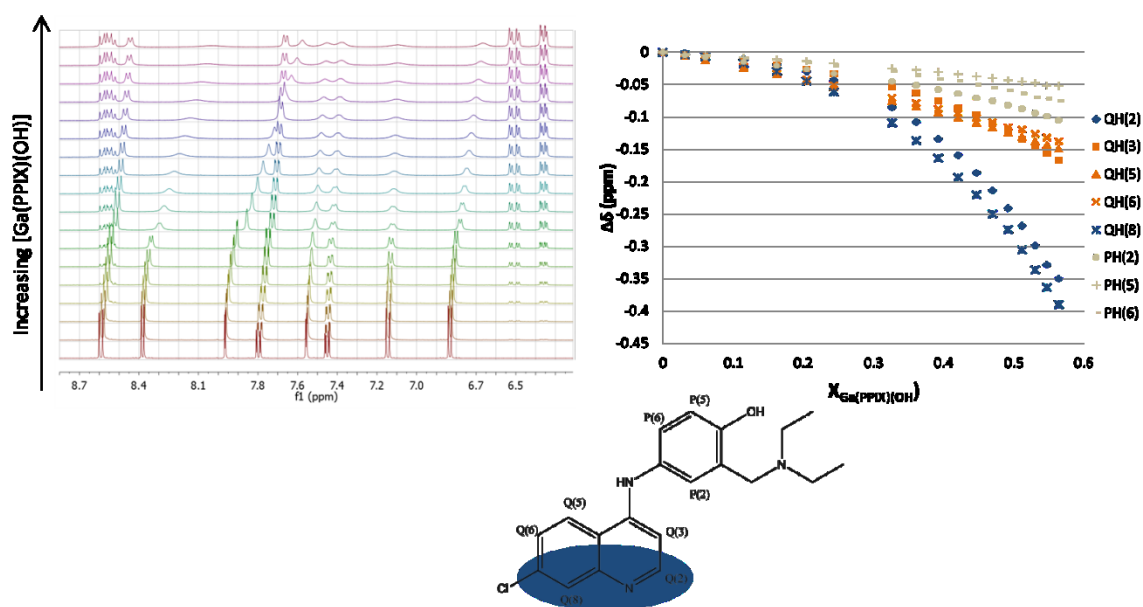 Increasing [Ga(PPIX)(OH)]
8.7 8.4 8.1 7.8 7.6 7.4 7.2 7.0 6.7 6.5
f1 (ppm)
0
-0.05
-0.1
-0.15
-0.2
-0.25
-0.3
-0.35
-0.4
-0.45
Δδ (ppm)
0 0.1 0.2 0.3 0.4 0.5 0.6
XGa(PPIX)(OH)
QH(2)
QH(3)
QH(5)
QH(6)
QH(8)
PH(2)
PH(5)
PH(6)
P(5)
OH
P(6)
N
HN
P(2)
Q(5)
Q(6)
Q(3)
Cl
N
Q(2)
Q(8)